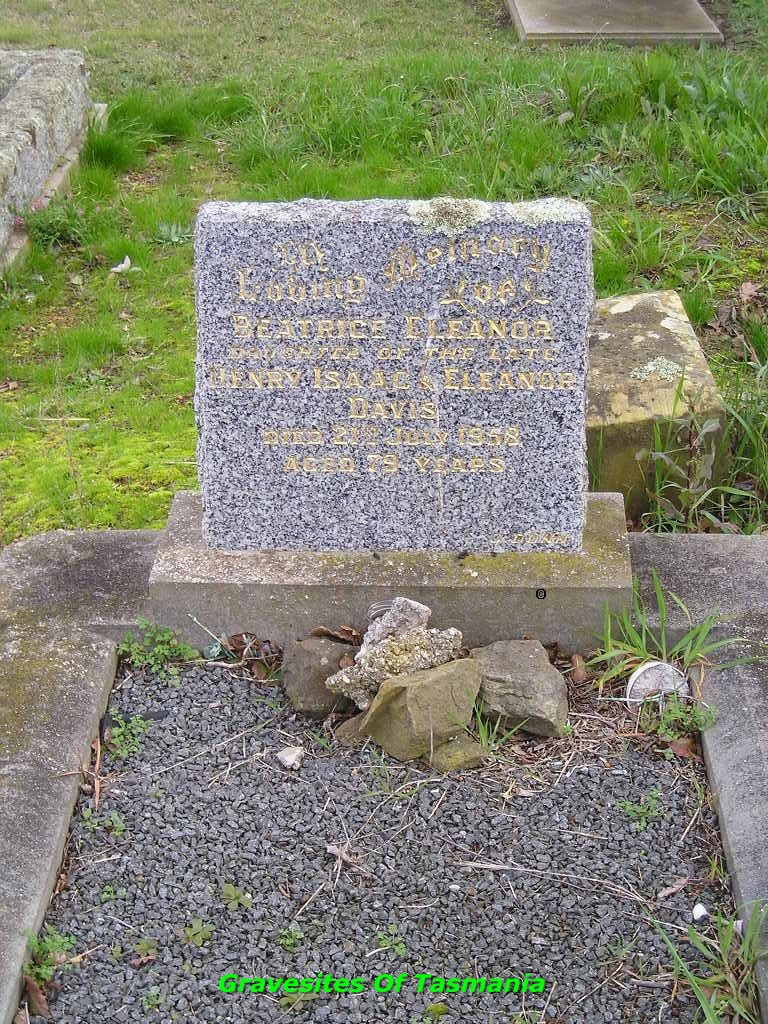 In Memory
Loving Of
BEATRICE ELEANOR
DAUGHTER OF THE LATE
HENRY ISAAC & ELEANOR
DAVIS
DIED 21ST JULY 1958
AGED 79 YEARS
Gravesites Of Tasmania